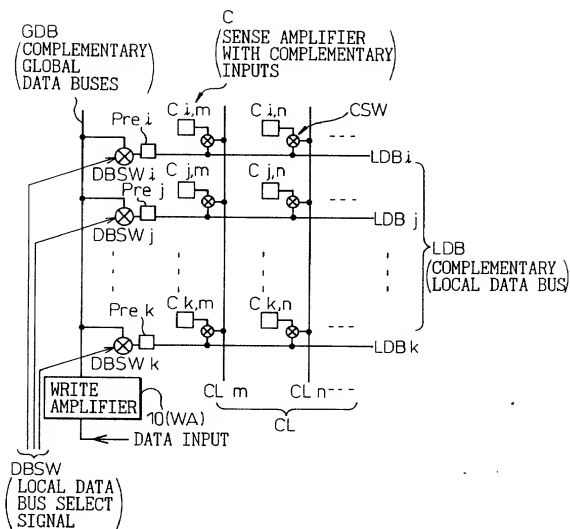 GDB
(COMPLEMENTARY
GLOBAL
DATA BUSES)
C
(SENSE AMPLIFIER
WITH COMPLEMENTARY
INPUTS)
Pre i
C i,m
C i,n
CSW
DBSW i
LDB i
Pre j
C j,m
C j,n
DBSW j
LDB j
LDB
(COMPLEMENTARY
LOCAL DATA BUS)
Pre k
C k,m
C k,n
DBSW k
LDB k
WRITE
AMPLIFIER
10(WA)
CL m
CL n
CL
DATA INPUT
DBSW
(LOCAL DATA
BUS SELECT
SIGNAL)